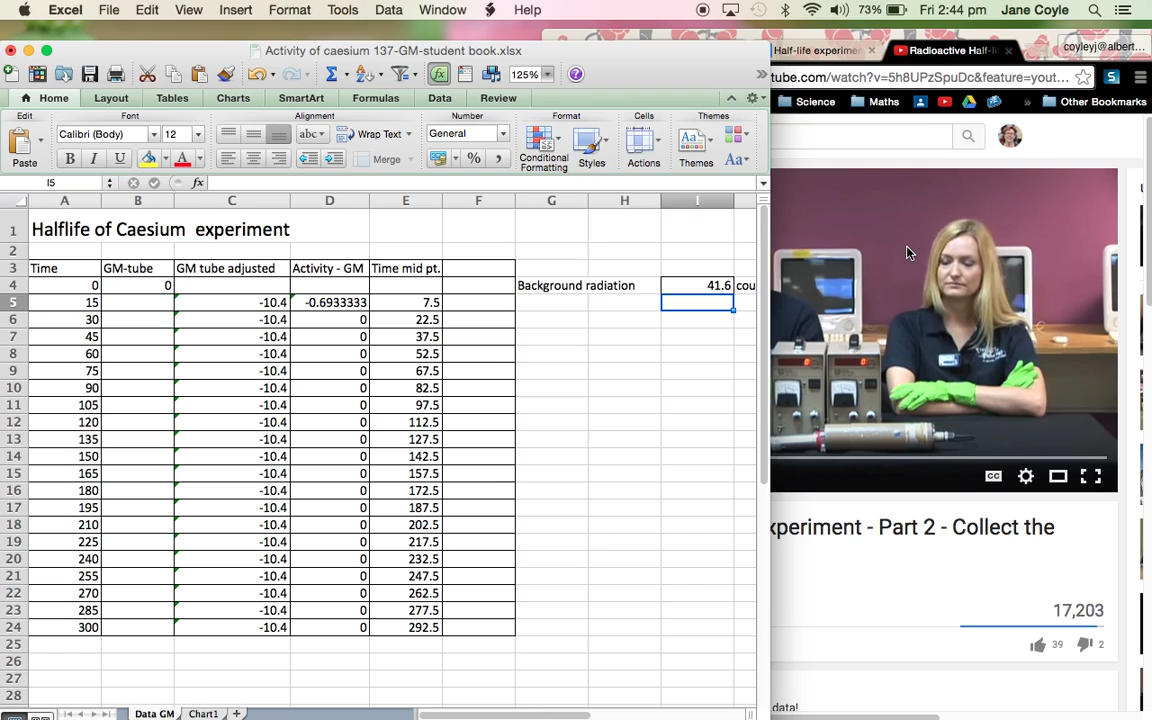 Excel File Edit View Insert Format Tools Data Window Help 73% Fri 2:44 pm Jane Coyle
Activity of caesium 137-GM-student book.xlsx
Half-life experimen
Radioactive Half-li
coyleyj@albert...
125%
tube.com/watch?v=5h8UPzSpuDc&feature=yout...
Home Layout Tables Charts SmartArt Formulas Data Review
Science Maths Other Bookmarks
Edit Font Alignment Number Format Cells Themes
Calibri (Body) 12 abc Wrap Text General
Paste B I U A Merge % Conditional Formatting Styles Actions Themes Aa
I5 fx
A B C D E F G H I
1 Halflife of Caesium experiment
2
3 Time GM-tube GM tube adjusted Activity - GM Time mid pt.
4 0 0 Background radiation 41.6 cou
5 15 -10.4 -0.6933333 7.5
6 30 -10.4 0 22.5
7 45 -10.4 0 37.5
8 60 -10.4 0 52.5
9 75 -10.4 0 67.5
10 90 -10.4 0 82.5
11 105 -10.4 0 97.5
12 120 -10.4 0 112.5
13 135 -10.4 0 127.5
14 150 -10.4 0 142.5
15 165 -10.4 0 157.5
16 180 -10.4 0 172.5
17 195 -10.4 0 187.5
18 210 -10.4 0 202.5
19 225 -10.4 0 217.5
20 240 -10.4 0 232.5
21 255 -10.4 0 247.5
22 270 -10.4 0 262.5
23 285 -10.4 0 277.5
24 300 -10.4 0 292.5
25
26
27
28
Data GM Chart1 +
CC
xperiment - Part 2 - Collect the
17,203
39 2
data!